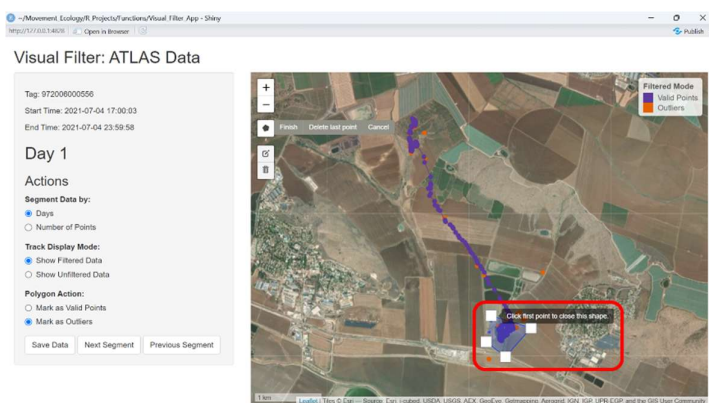 ~/Movement_Ecology/R_Projects/Functions/Visual_Filter_App - Shiny
Open in Browser
Publish
Visual Filter: ATLAS Data
Tag: 972006000556
Start Time: 2021-07-04 17:00:03
End Time: 2021-07-04 23:59:58
Day 1
Actions
Segment Data by:
Days
Number of Points
Track Display Mode:
Show Filtered Data
Show Unfiltered Data
Polygon Action:
Mark as Valid Points
Mark as Outliers
Save Data Next Segment Previous Segment
+
−
Finish Delete last point Cancel
Filtered Mode
Valid Points
Outliers
Click first point to close this shape.
1 km
Leaflet | Tiles © Esri — Source: Esri, i-cubed, USDA, USGS, AEX, GeoEye, Getmapping, Aerogrid, IGN, IGP, UPR-EGP, and the GIS User Community